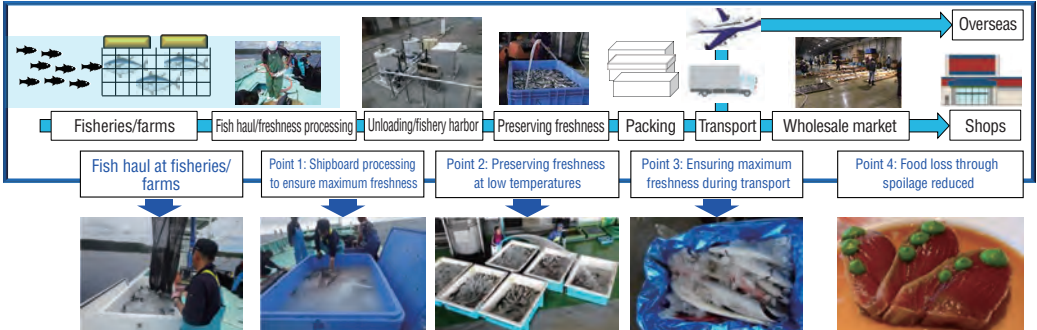 Overseas
Fisheries/farms
Fish haul/freshness processing
Unloading/fishery harbor
Preserving freshness
Packing
Transport
Wholesale market
Shops
Fish haul at fisheries/
farms
Point 1: Shipboard processing
to ensure maximum freshness
Point 2: Preserving freshness
at low temperatures
Point 3: Ensuring maximum
freshness during transport
Point 4: Food loss through
spoilage reduced